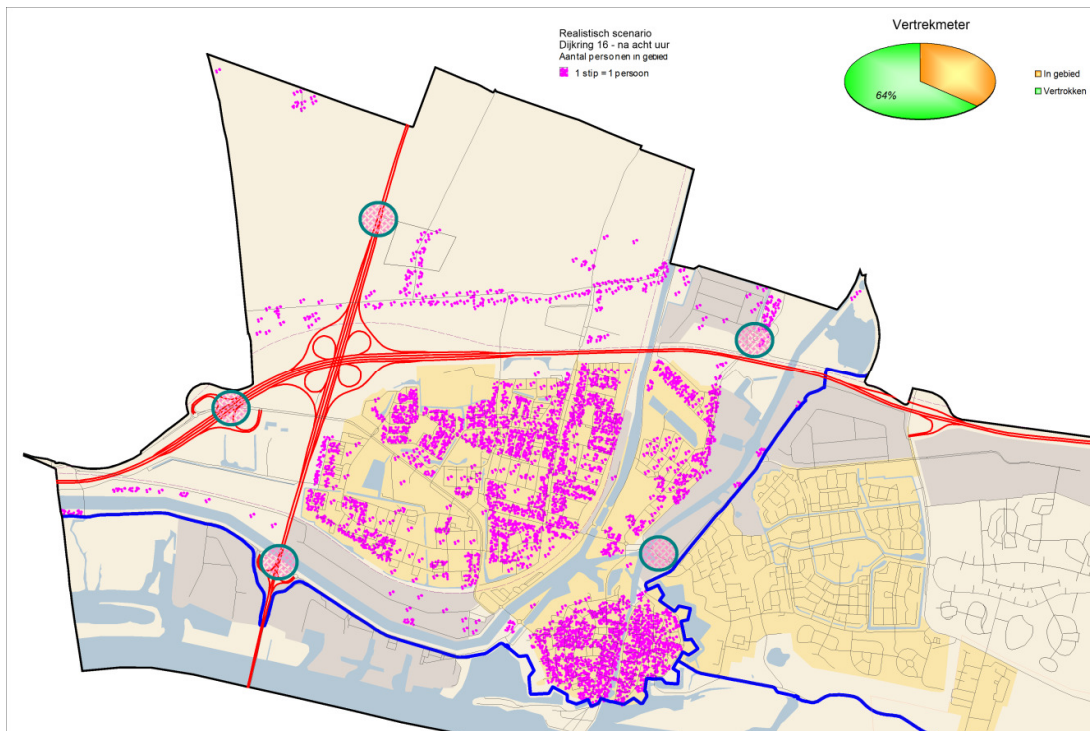 Realistisch scenario
Dijkring 16 - na acht uur
Aantal personen in gebied
1 stip = 1 persoon
Vertrekmeter
64%
In gebied
Vertrokken